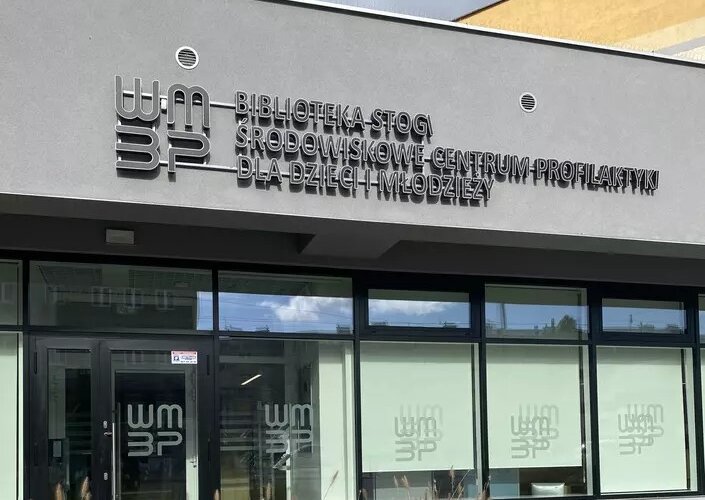 WM
BP
BIBLIOTEKA STOGI
ŚRODOWISKOWE CENTRUM PROFILAKTYKI
DLA DZIECI I MŁODZIEŻY
WM
BP
WM
BP
WM
BP
WM
BP
WM
BP